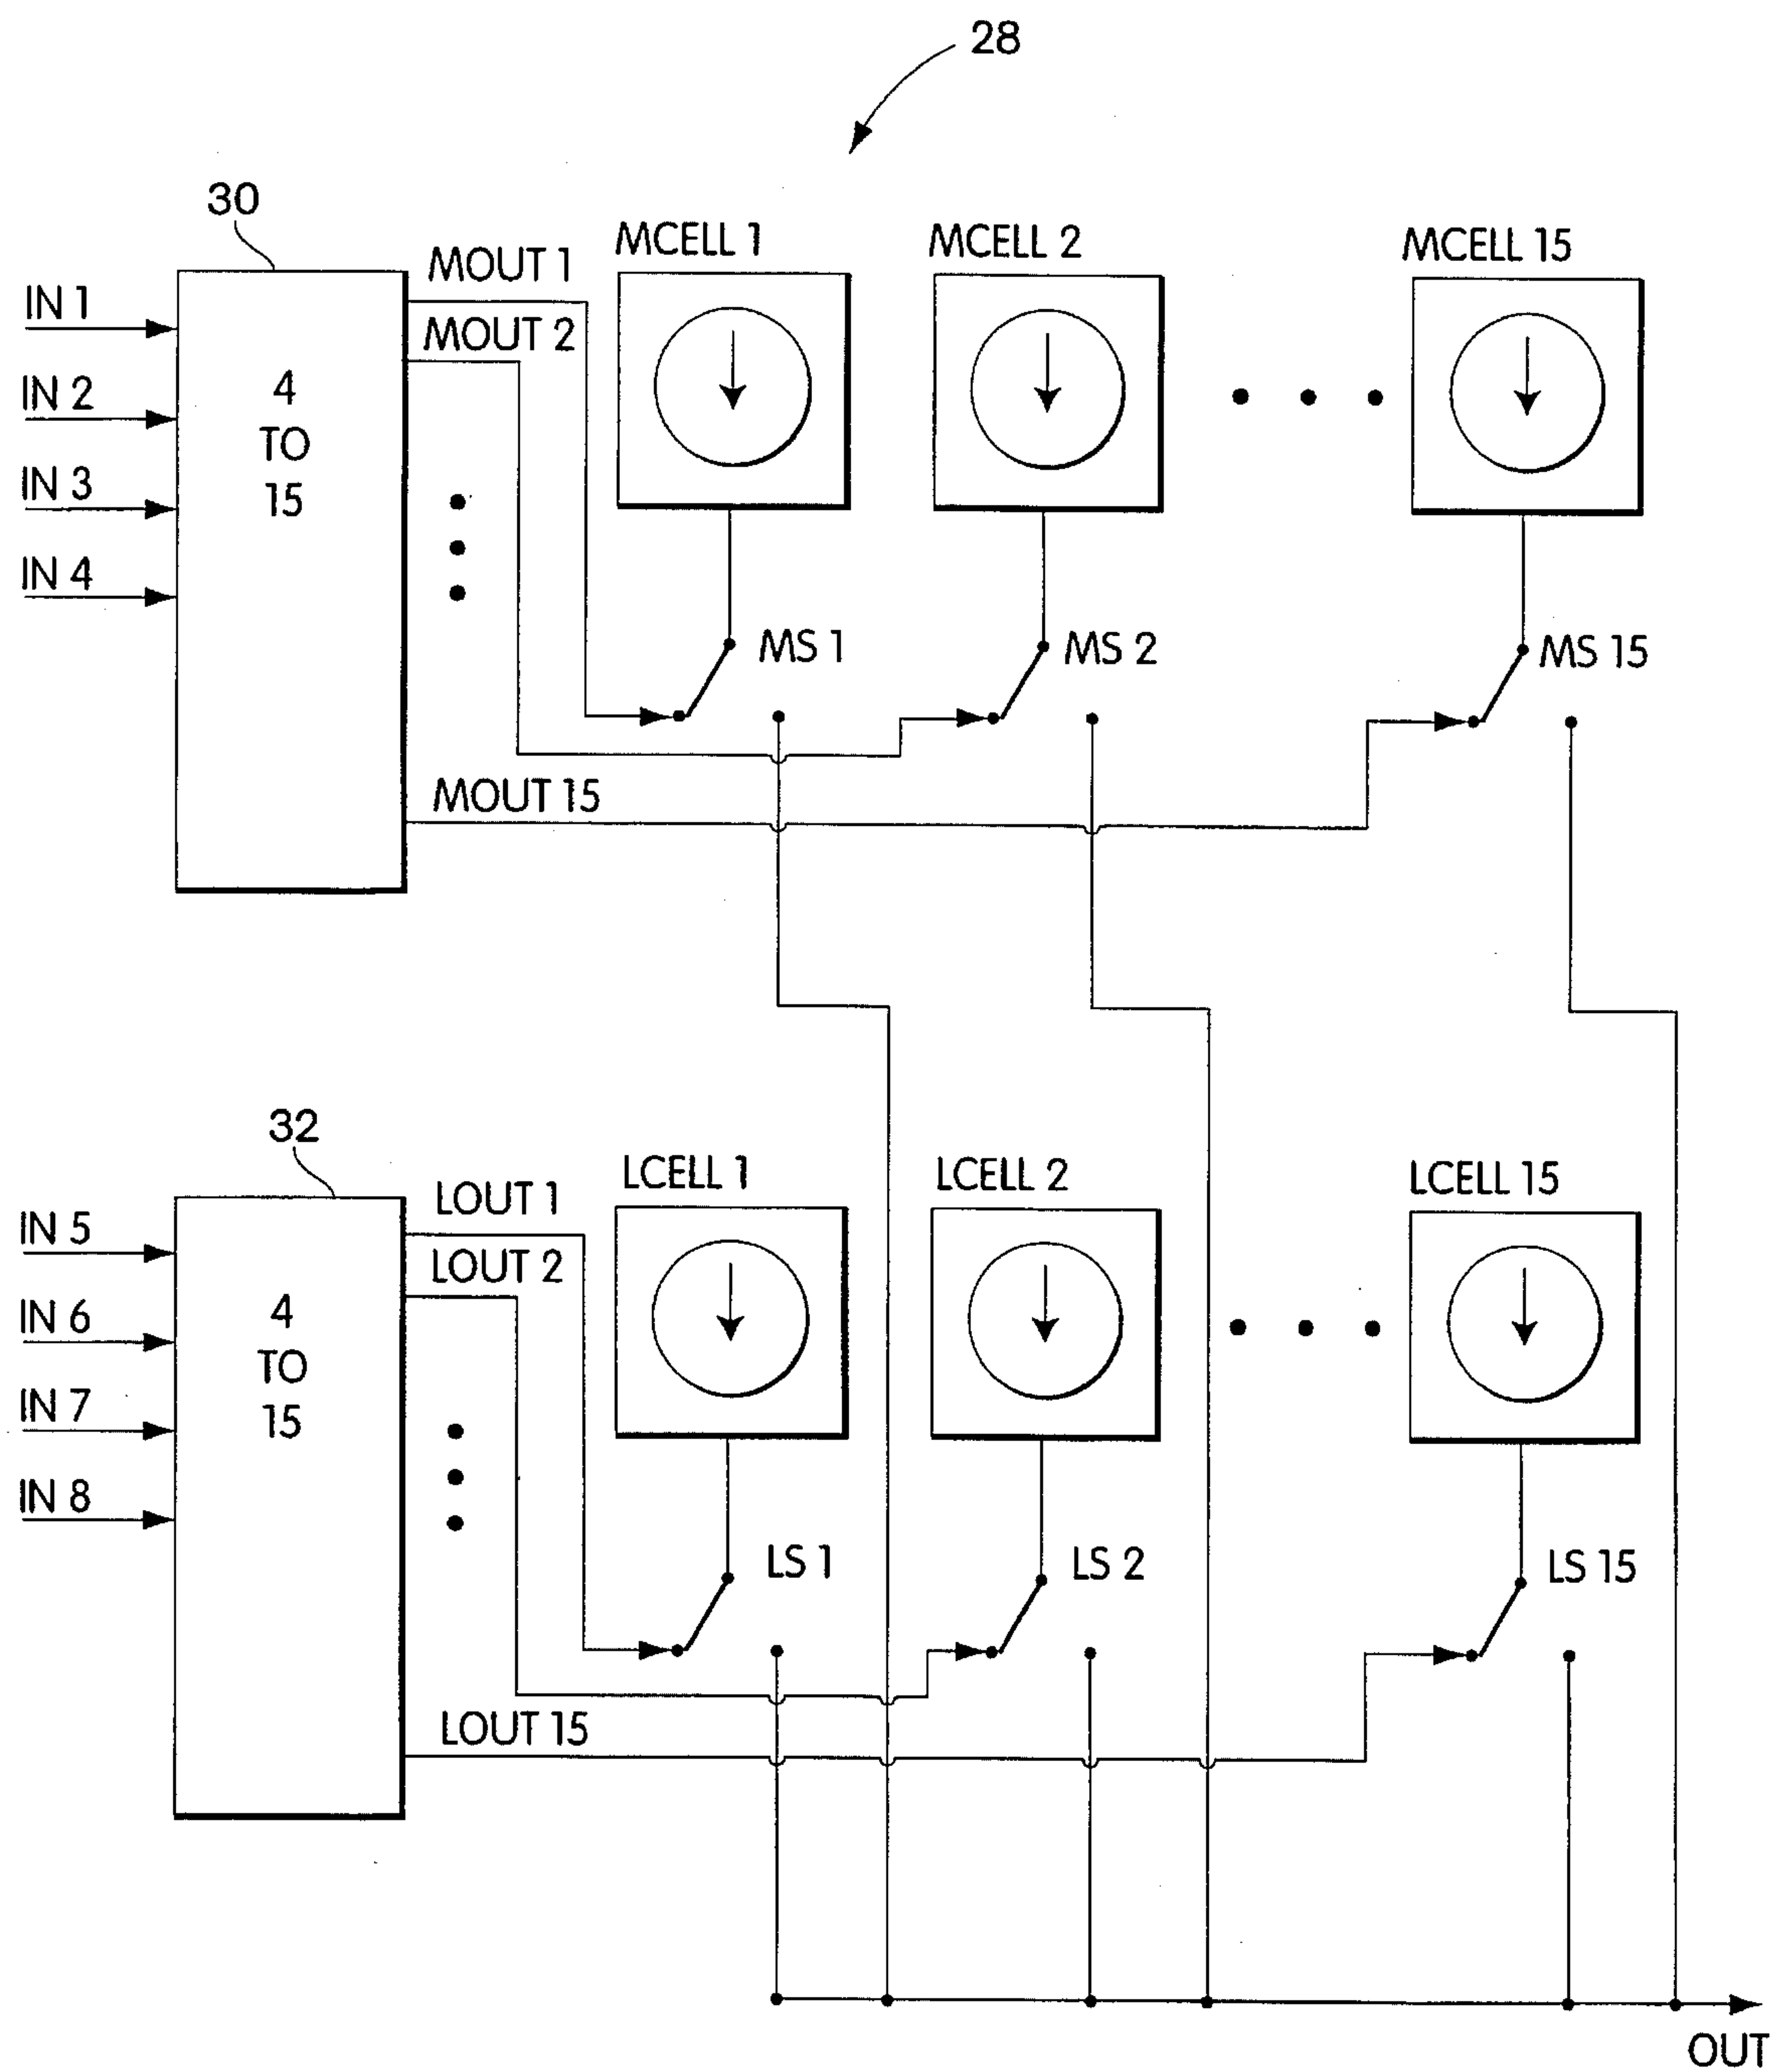 28
30
MCELL 1
MCELL 2
MCELL 15
MOUT 1
MOUT 2
IN 1
IN 2
IN 3
IN 4
4
TO
15
MS 1
MS 2
MS 15
MOUT 15
32
LCELL 1
LCELL 2
LCELL 15
LOUT 1
LOUT 2
IN 5
IN 6
IN 7
IN 8
4
TO
15
LS 1
LS 2
LS 15
LOUT 15
OUT